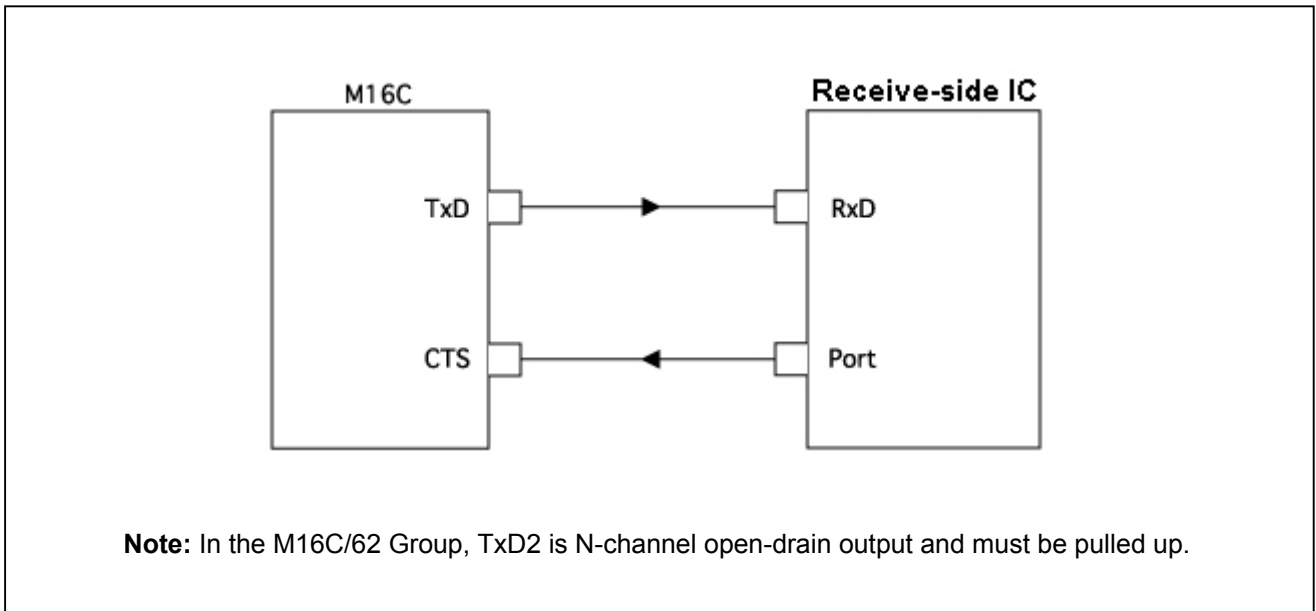 M16C
Receive-side IC
TxD
RxD
CTS
Port
Note: In the M16C/62 Group, TxD2 is N-channel open-drain output and must be pulled up.